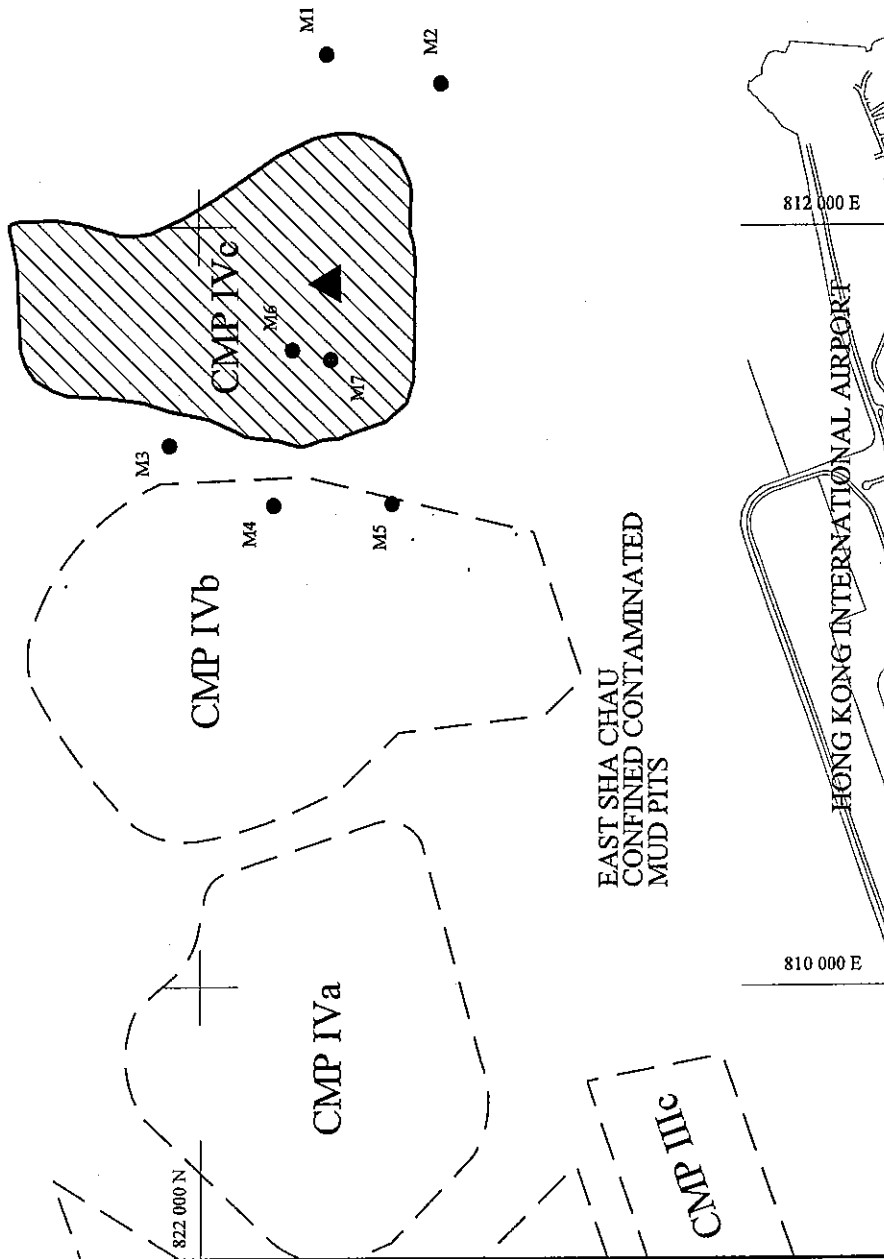 M1
M2
CMP IVc
M6
M7
M3
M4
M5
CMP IVb
CMP IVa
822 000 N
EAST SHA CHAU
CONFINED CONTAMINATED
MUD PITS
CMP IIIc
812 000 E
810 000 E
HONG KONG INTERNATIONAL AIRPORT